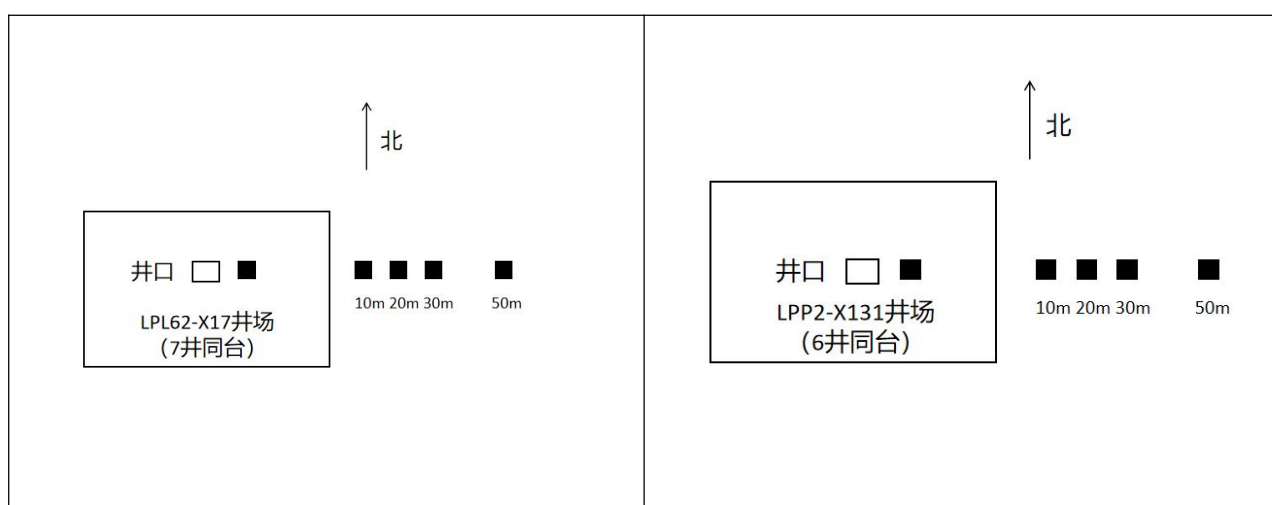 北
井口
LPL62-X17井场
(7井同台)
10m 20m 30m 50m
北
井口
LPP2-X131井场
(6井同台)
10m 20m 30m 50m